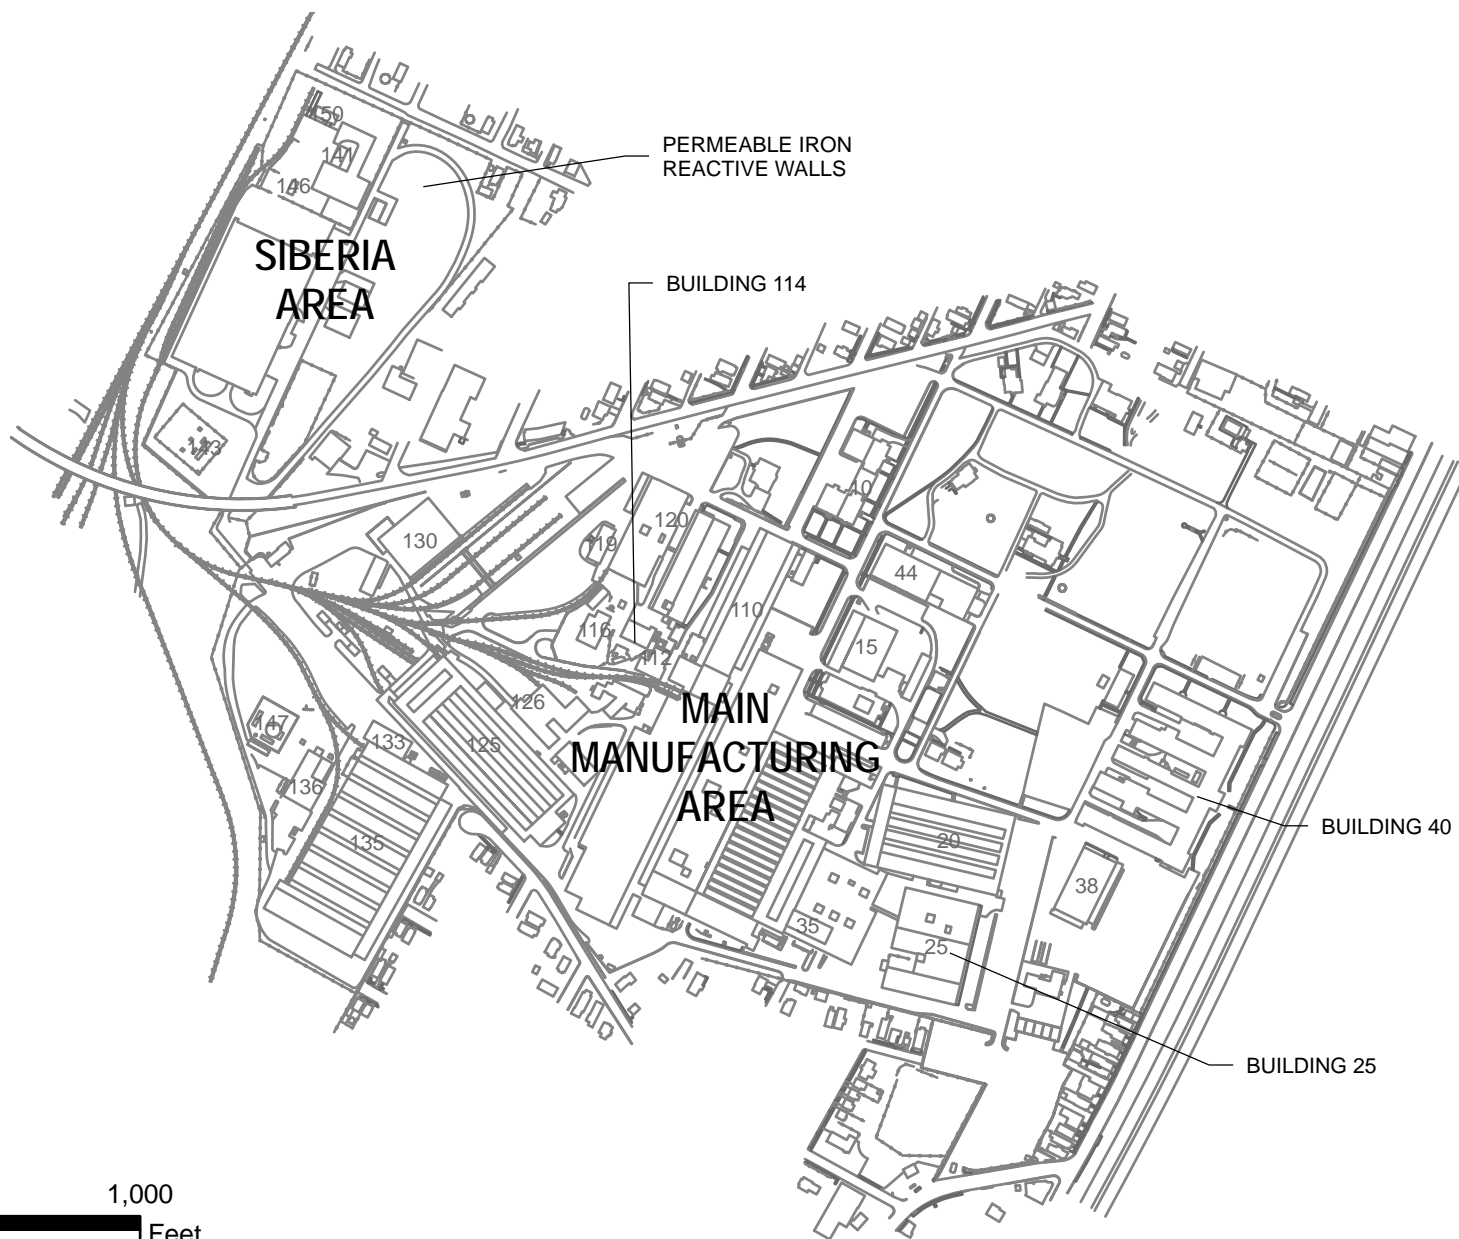 150
141
PERMEABLE IRON
REACTIVE WALLS
146
SIBERIA
AREA
BUILDING 114
143
10
120
130
119
44
110
116
15
112
126
MAIN
MANUFACTURING
AREA
147
133
125
136
135
20
BUILDING 40
38
35
25
BUILDING 25
1,000
Feet